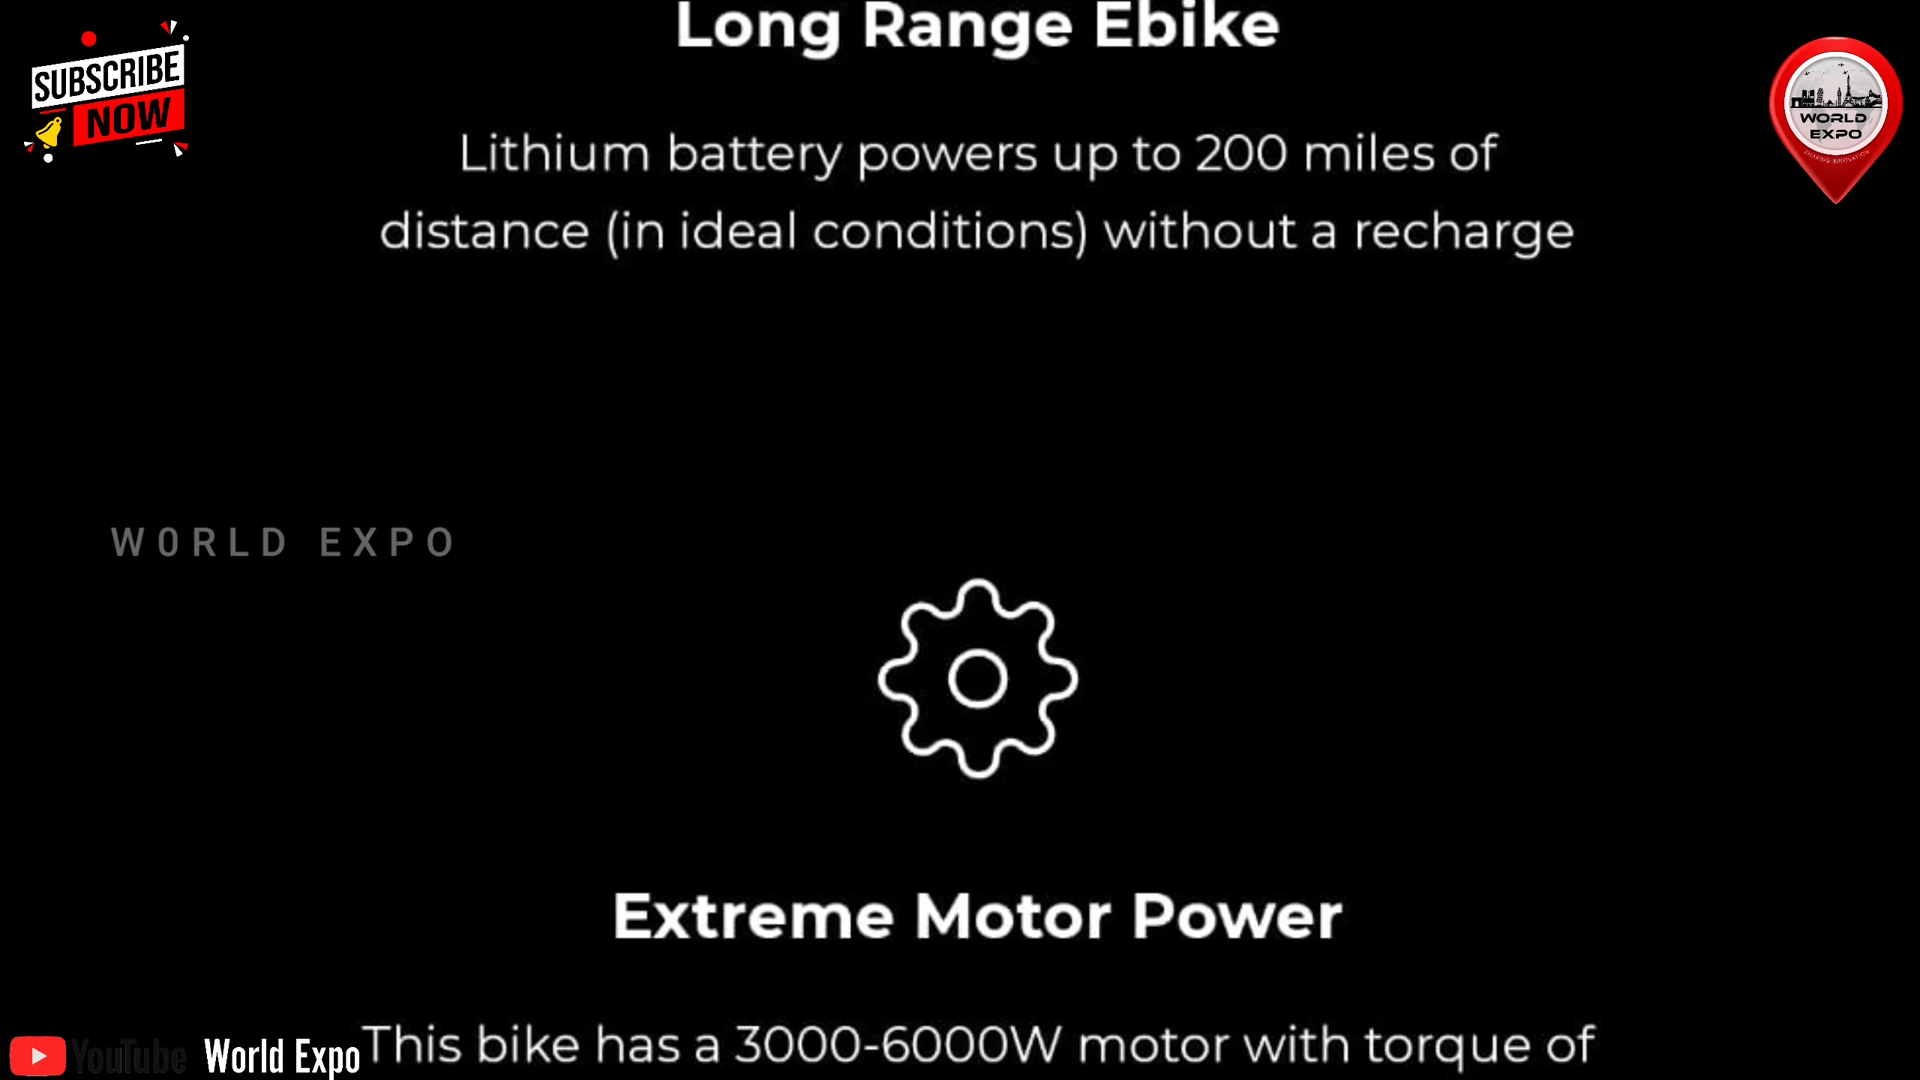 Long Range Ebike
SUBSCRIBE
NOW
WORLD
EXPO
Lithium battery powers up to 200 miles of
distance (in ideal conditions) without a recharge
WORLD EXPO
Extreme Motor Power
This bike has a 3000-6000W motor with torque of
YouTube World Expo